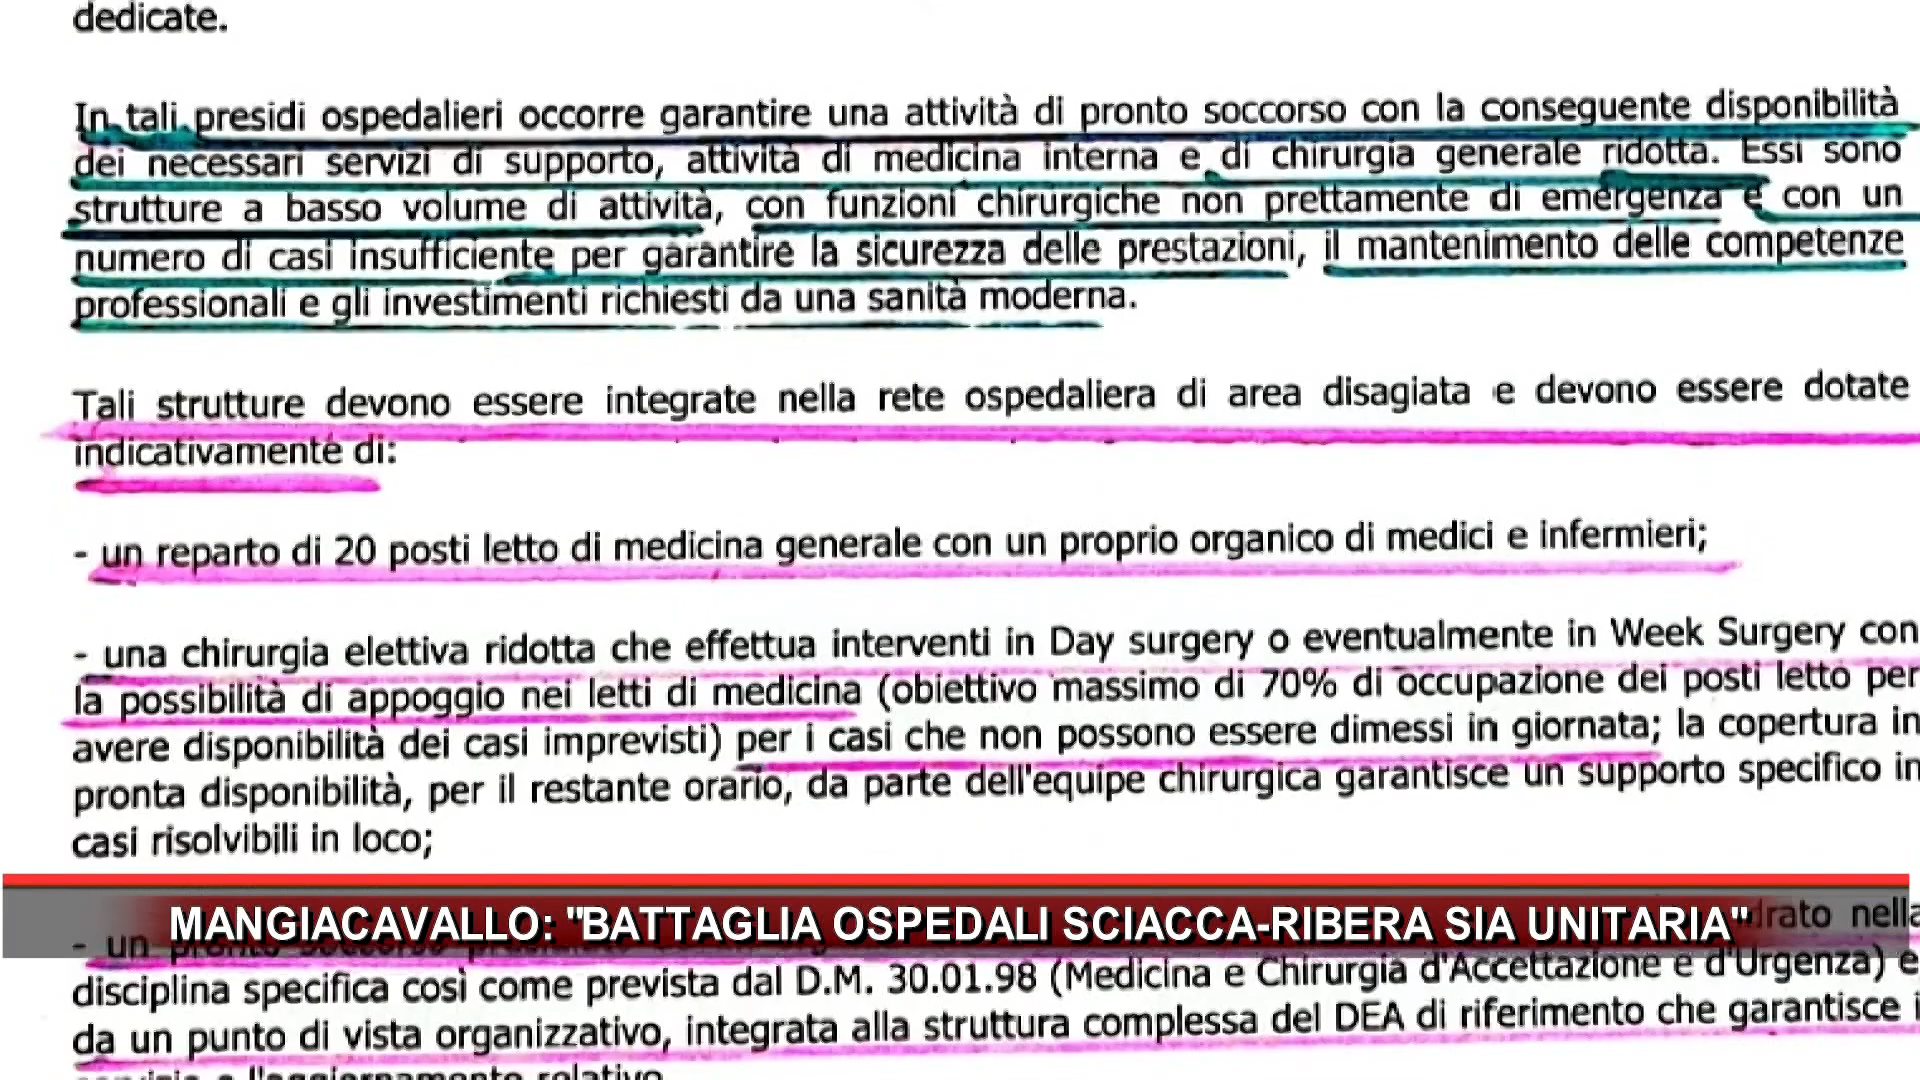 dedicate.
In tali presidi ospedalieri occorre garantire una attività di pronto soccorso con la conseguente disponibilità
dei necessari servizi di supporto, attività di medicina interna e di chirurgia generale ridotta. Essi sono
strutture a basso volume di attività, con funzioni chirurgiche non prettamente di emergenza e con un
numero di casi insufficiente per garantire la sicurezza delle prestazioni, il mantenimento delle competenze
professionali e gli investimenti richiesti da una sanità moderna.
Tali strutture devono essere integrate nella rete ospedaliera di area disagiata e devono essere dotate
indicativamente di:
- un reparto di 20 posti letto di medicina generale con un proprio organico di medici e infermieri;
- una chirurgia elettiva ridotta che effettua interventi in Day surgery o eventualmente in Week Surgery con
la possibilità di appoggio nei letti di medicina (obiettivo massimo di 70% di occupazione dei posti letto per
avere disponibilità dei casi imprevisti) per i casi che non possono essere dimessi in giornata; la copertura in
pronta disponibilità, per il restante orario, da parte dell'equipe chirurgica garantisce un supporto specifico in
casi risolvibili in loco;
MANGIACAVALLO: "BATTAGLIA OSPEDALI SCIACCA-RIBERA SIA UNITARIA"
- un pronto soccorso
disciplina specifica così come prevista dal D.M. 30.01.98 (Medicina e Chirurgia d'Accettazione e d'Urgenza) e
da un punto di vista organizzativo, integrata alla struttura complessa del DEA di riferimento che garantisce i
l'aggiornamento relativo